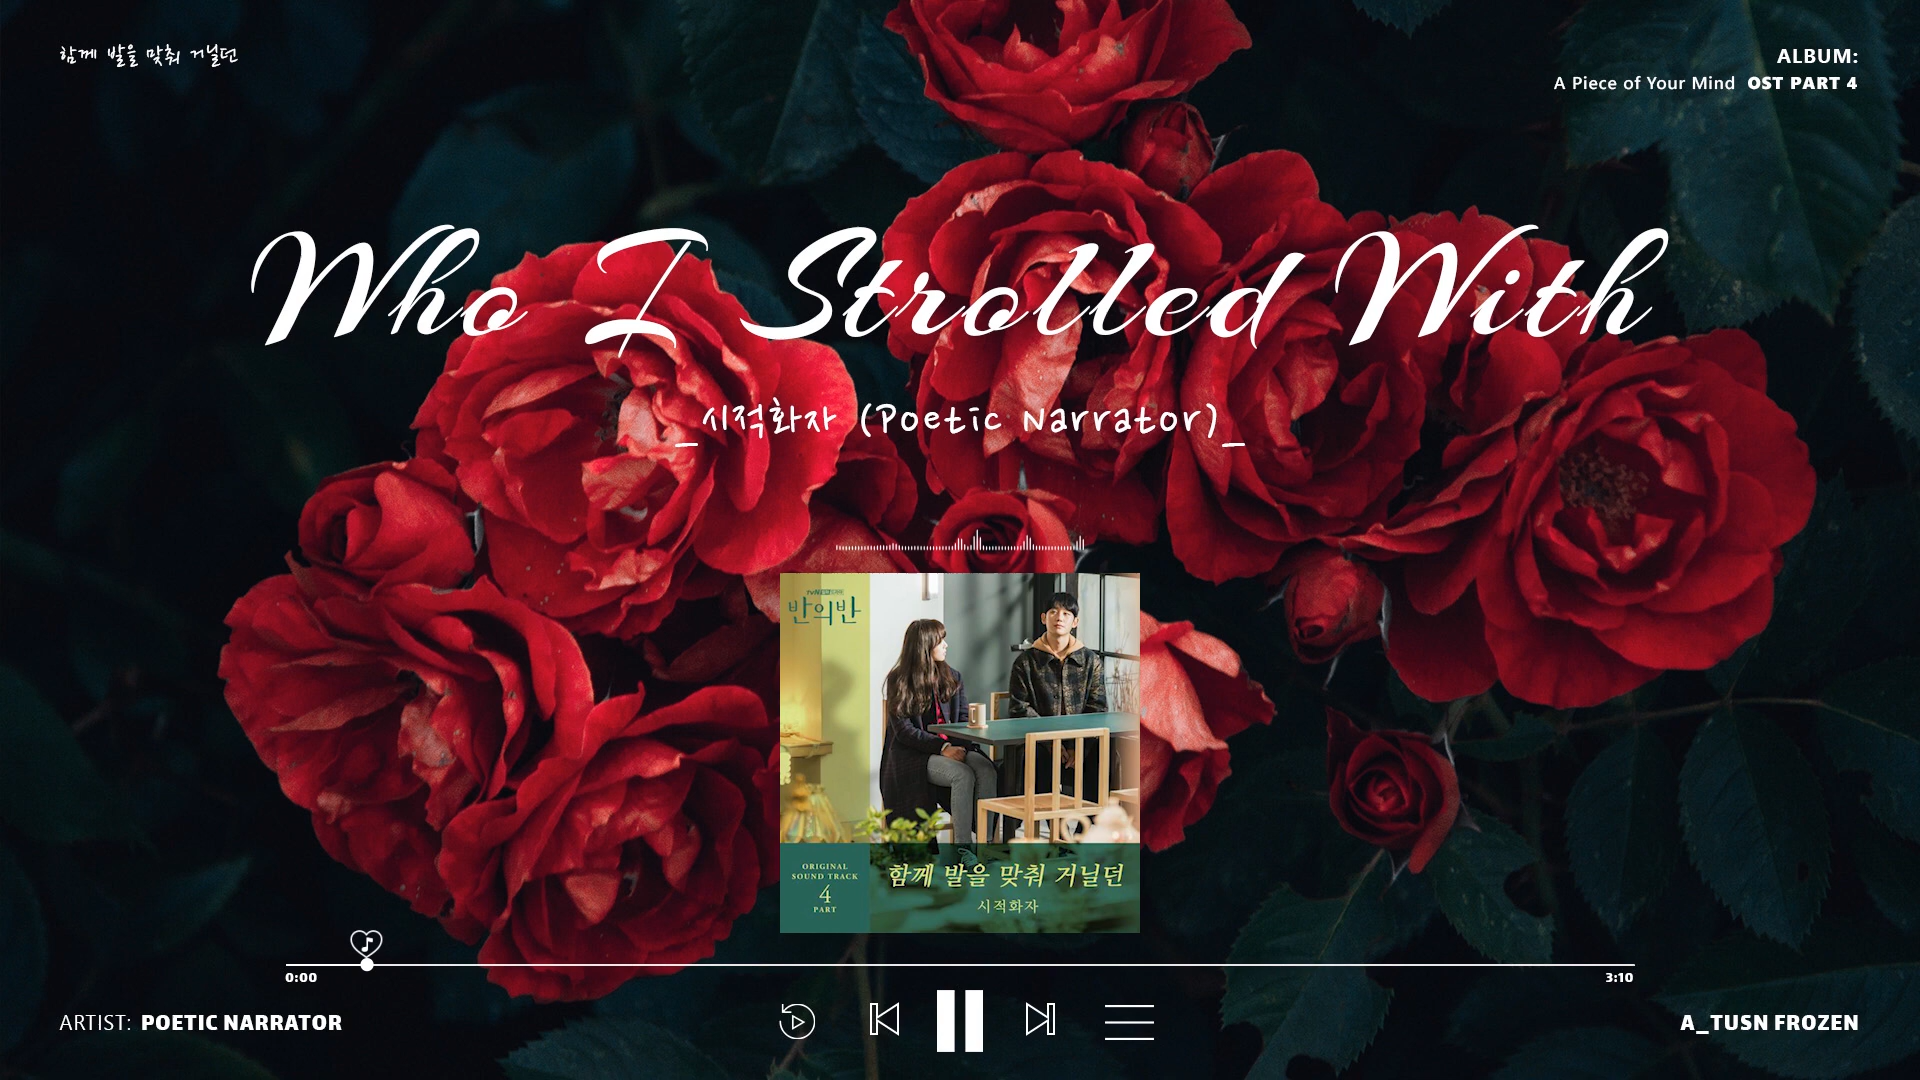 함께 발을 맞춰 거닐던
ALBUM:
A Piece of Your Mind OST PART 4
Who I Strolled With
_시적화자 (Poetic Narrator)_
반의반
ORIGINAL
SOUND TRACK
4
PART
함께 발을 맞춰 거닐던
시적화자
0:00
3:10
ARTIST: POETIC NARRATOR
A_TUSN FROZEN